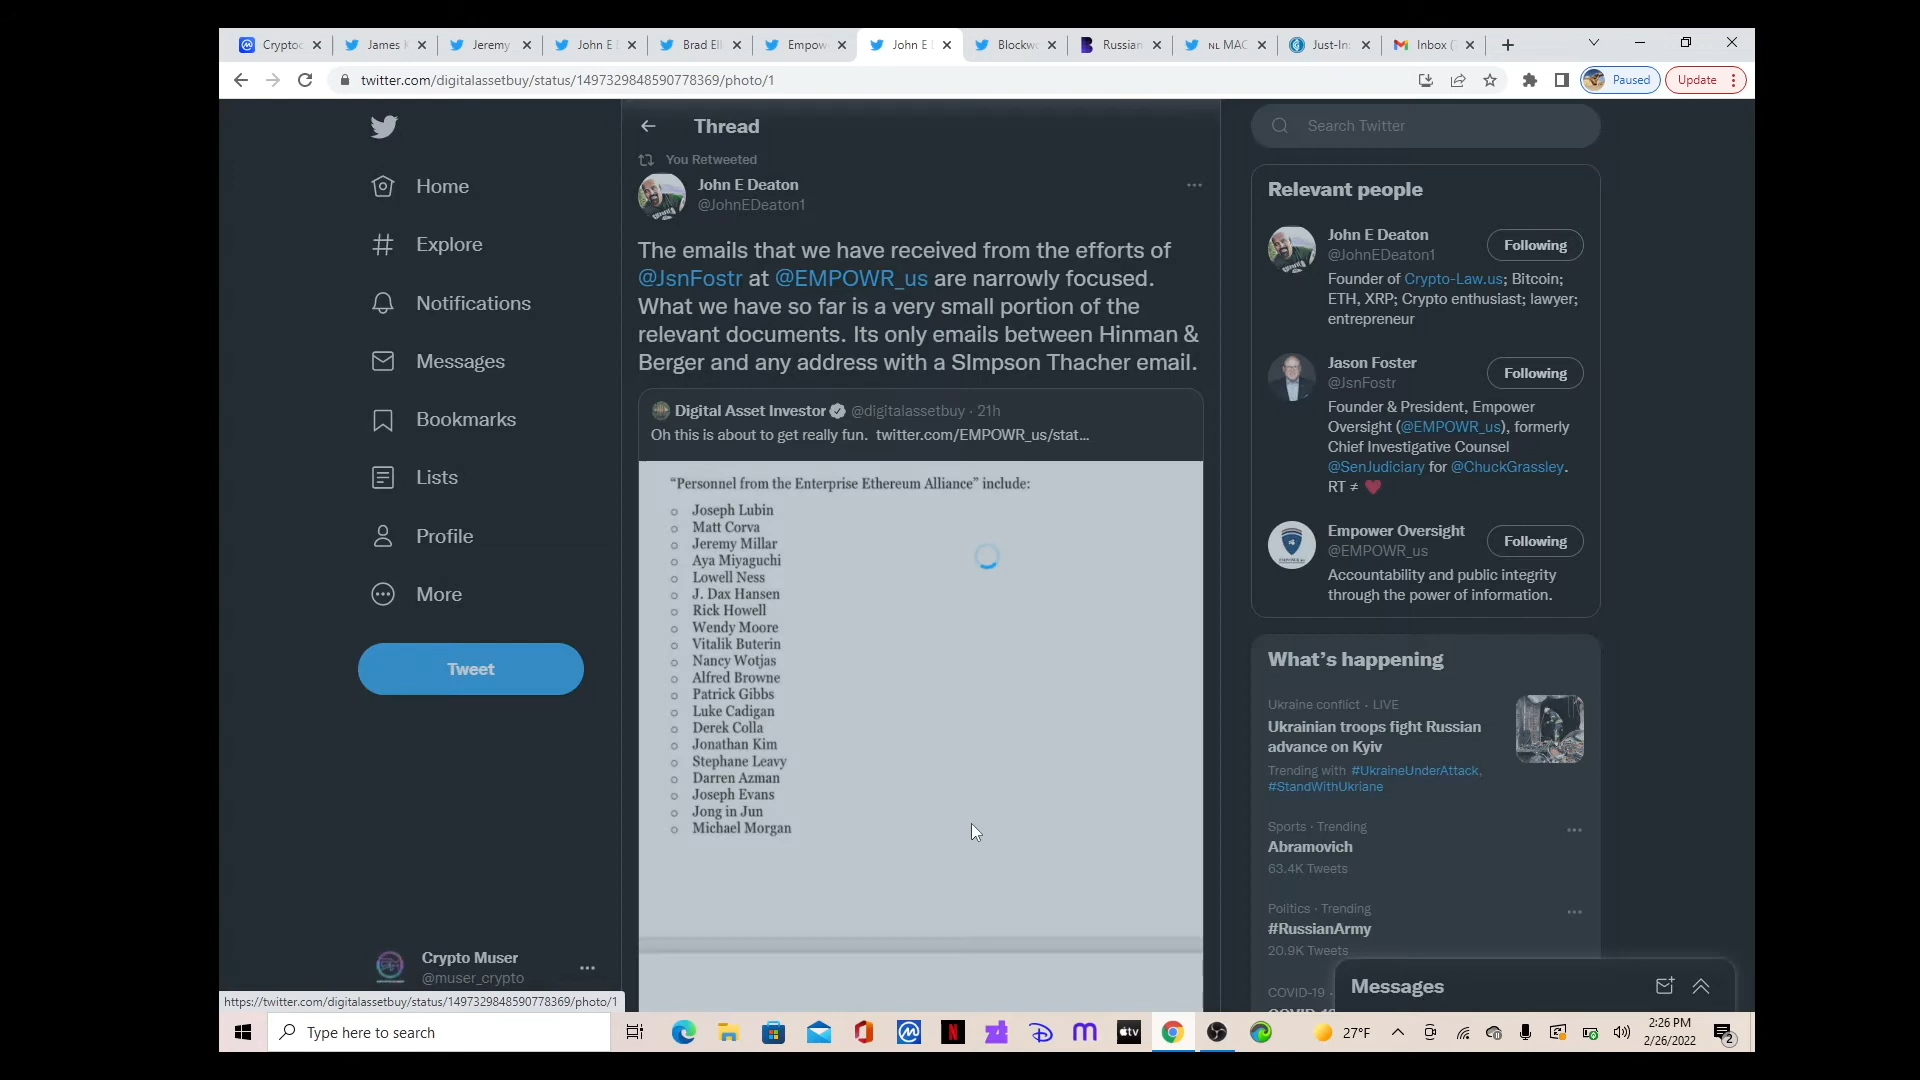 Cryptoc
James K
Jeremy
John E D
Brad Ell
Empow
John E D
Blockwo
Russian
NL MAC
Just-In
Inbox (
twitter.com/digitalassetbuy/status/1497329848590778369/photo/1
Paused
Update
Home
Explore
Notifications
Messages
Bookmarks
Lists
Profile
More
Tweet
Crypto Muser
@muser_crypto
Thread
You Retweeted
John E Deaton
@JohnEDeaton1
The emails that we have received from the efforts of
@JsnFostr at @EMPOWR_us are narrowly focused.
What we have so far is a very small portion of the
relevant documents. Its only emails between Hinman &
Berger and any address with a SImpson Thacher email.
Digital Asset Investor @digitalassetbuy · 21h
Oh this is about to get really fun. twitter.com/EMPOWR_us/stat...
“Personnel from the Enterprise Ethereum Alliance” include:
Joseph Lubin
Matt Corva
Jeremy Millar
Aya Miyaguchi
Lowell Ness
J. Dax Hansen
Rick Howell
Wendy Moore
Vitalik Buterin
Nancy Wotjas
Alfred Browne
Patrick Gibbs
Luke Cadigan
Derek Colla
Jonathan Kim
Stephane Leavy
Darren Azman
Joseph Evans
Jong in Jun
Michael Morgan
Search Twitter
Relevant people
John E Deaton
@JohnEDeaton1
Following
Founder of Crypto-Law.us; Bitcoin;
ETH, XRP; Crypto enthusiast; lawyer;
entrepreneur
Jason Foster
@JsnFostr
Following
Founder & President, Empower
Oversight (@EMPOWR_us), formerly
Chief Investigative Counsel
@SenJudiciary for @ChuckGrassley.
RT ≠ ❤
Empower Oversight
@EMPOWR_us
Following
Accountability and public integrity
through the power of information.
What’s happening
Ukraine conflict · LIVE
Ukrainian troops fight Russian
advance on Kyiv
Trending with #UkraineUnderAttack,
#StandWithUkriane
Sports · Trending
Abramovich
63.4K Tweets
Politics · Trending
#RussianArmy
20.9K Tweets
COVID-19 ·
Messages
https://twitter.com/digitalassetbuy/status/1497329848590778369/photo/1
Type here to search
27°F
2:26 PM
2/26/2022
2